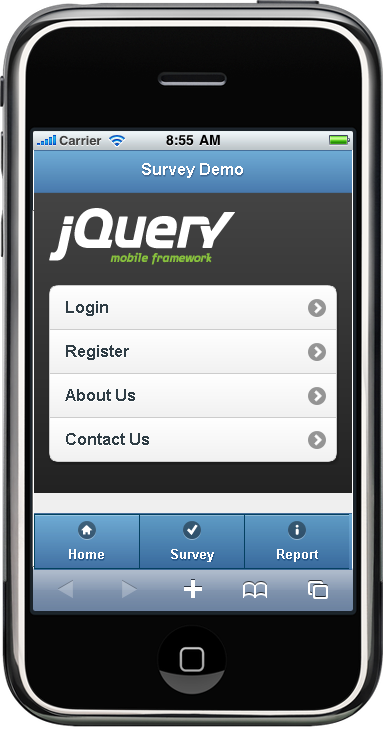 Carrier 8:55 AM
Survey Demo
jQuery
mobile framework
Login
Register
About Us
Contact Us
Home Survey Report